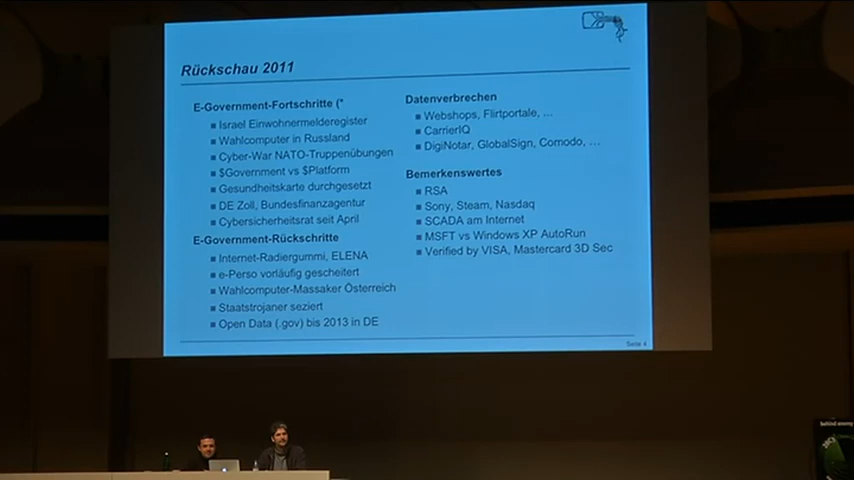 Rückschau 2011
E-Government-Fortschritte (*
Israel Einwohnermelderegister
Wahlcomputer in Russland
Cyber-War NATO-Truppenübungen
$Government vs $Platform
Gesundheitskarte durchgesetzt
DE Zoll, Bundesfinanzagentur
Cybersicherheitsrat seit April
E-Government-Rückschritte
Internet-Radiergummi, ELENA
e-Perso vorläufig gescheitert
Wahlcomputer-Massaker Österreich
Staatstrojaner seziert
Open Data (.gov) bis 2013 in DE
Datenverbrechen
Webshops, Flirtportale, ...
CarrierIQ
DigiNotar, GlobalSign, Comodo, ...
Bemerkenswertes
RSA
Sony, Steam, Nasdaq
SCADA am Internet
MSFT vs Windows XP AutoRun
Verified by VISA, Mastercard 3D Sec
Seite 4
behind enemy